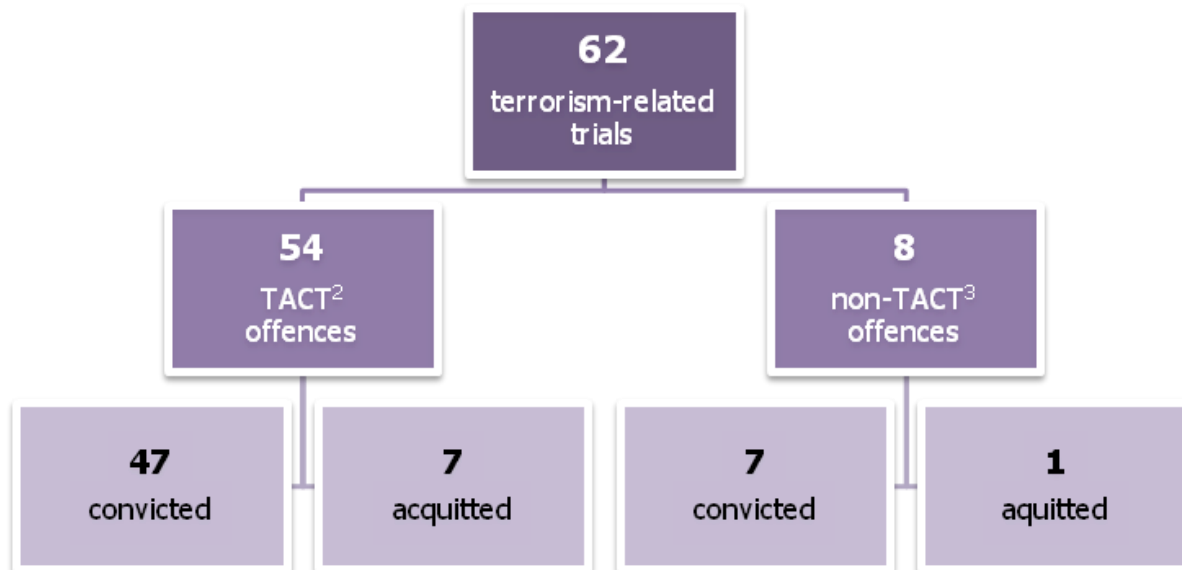 62
terrorism-related
trials
54
TACT²
offences
8
non-TACT³
offences
47
convicted
7
acquitted
7
convicted
1
aquitted